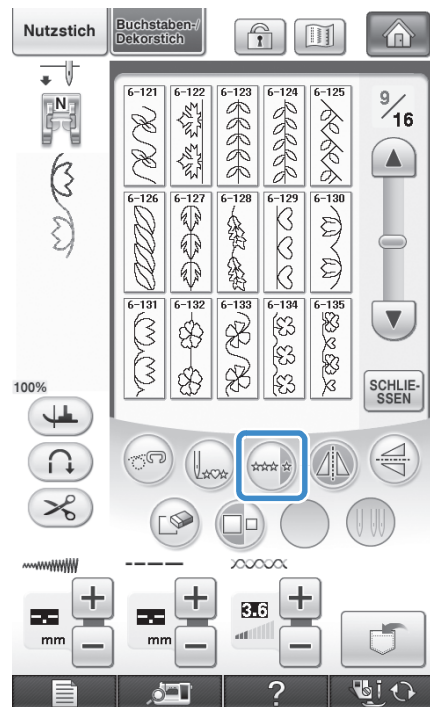 Nutzstich
Buchstaben-/
Dekorstich
N
6-121 6-122 6-123 6-124 6-125
9/16
6-126 6-127 6-128 6-129 6-130
6-131 6-132 6-133 6-134 6-135
100%
SCHLIE-
SSEN
3.6
mm
mm
?